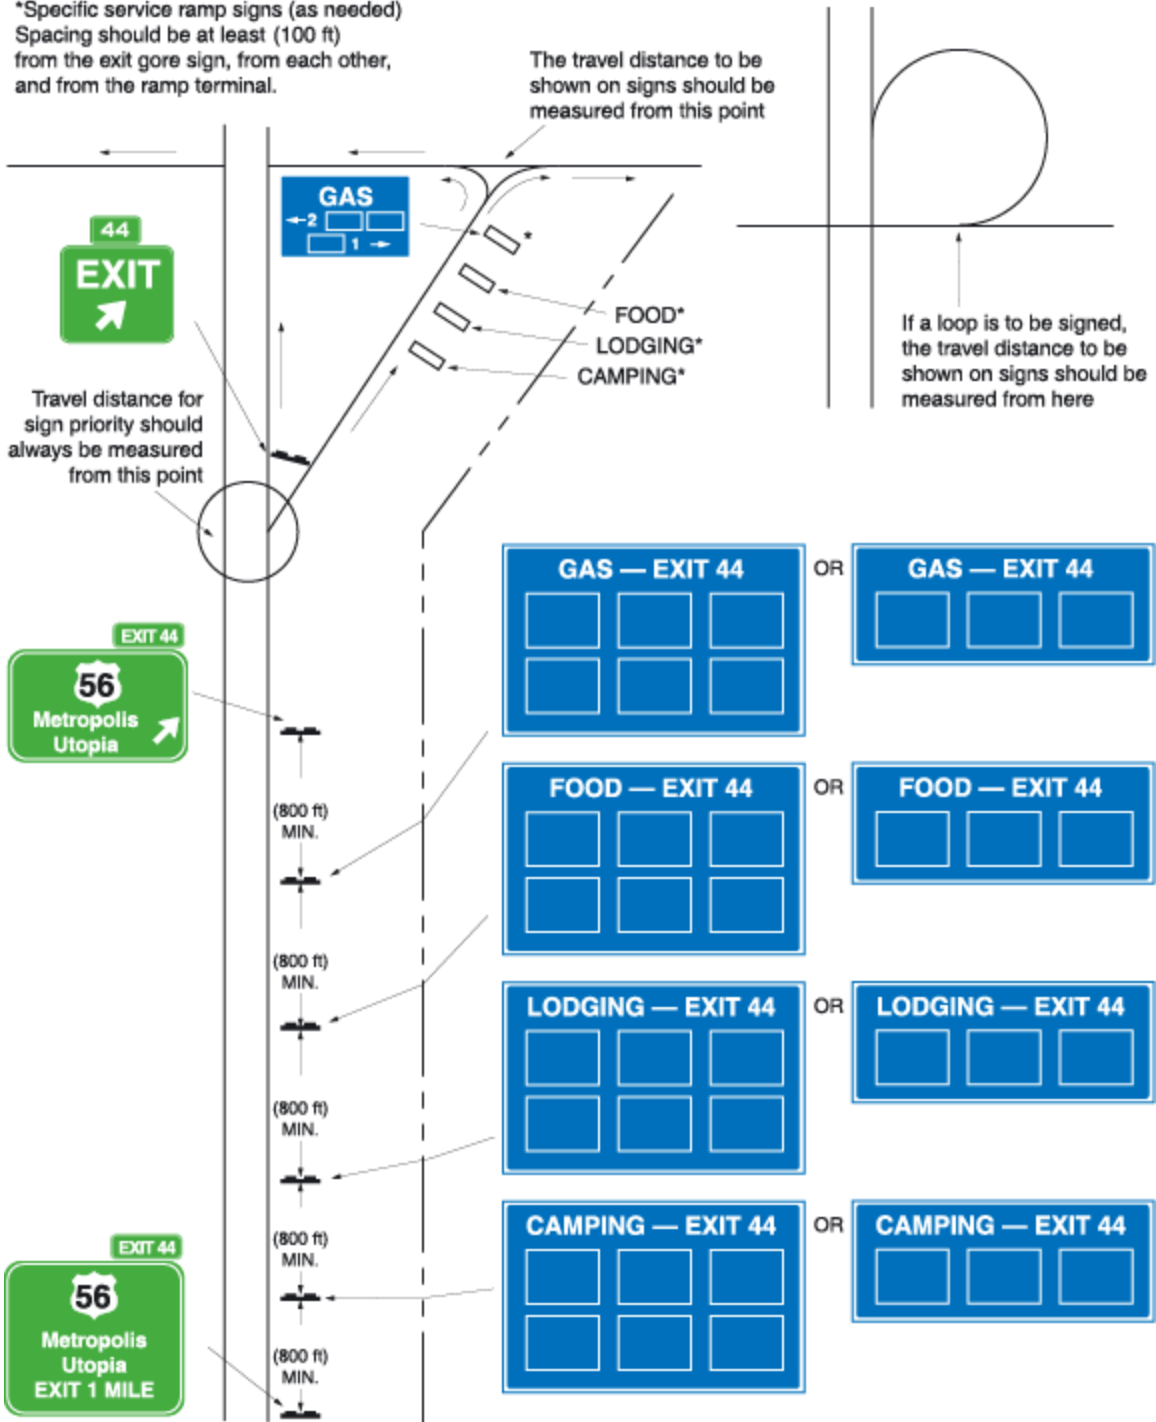 *Specific service ramp signs (as needed)
Spacing should be at least (100 ft)
from the exit gore sign, from each other,
and from the ramp terminal.
The travel distance to be
shown on signs should be
measured from this point
GAS
2
1
*
44
EXIT
FOOD*
LODGING*
CAMPING*
If a loop is to be signed,
the travel distance to be
shown on signs should be
measured from here
Travel distance for
sign priority should
always be measured
from this point
GAS — EXIT 44
OR
GAS — EXIT 44
EXIT 44
56
Metropolis
Utopia
(800 ft)
MIN.
FOOD — EXIT 44
OR
FOOD — EXIT 44
(800 ft)
MIN.
LODGING — EXIT 44
OR
LODGING — EXIT 44
(800 ft)
MIN.
CAMPING — EXIT 44
OR
CAMPING — EXIT 44
(800 ft)
MIN.
EXIT 44
56
Metropolis
Utopia
EXIT 1 MILE
(800 ft)
MIN.